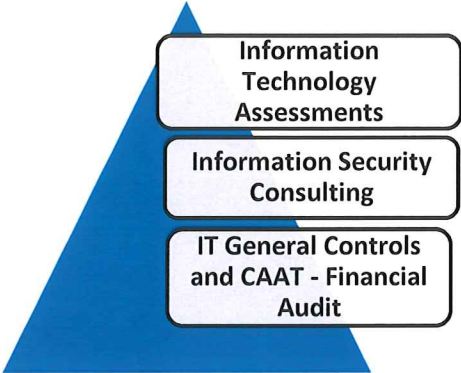 Information
Technology
Assessments
Information Security
Consulting
IT General Controls
and CAAT - Financial
Audit